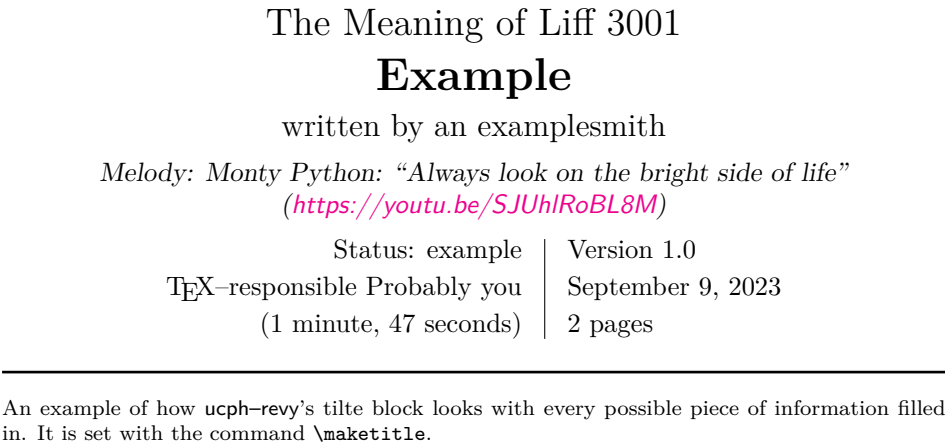 The Meaning of Liff 3001
Example
written by an examplesmith
Melody: Monty Python: “Always look on the bright side of life”
(https://youtu.be/SJUhlRoBL8M)
Status: example Version 1.0
TEX–responsible Probably you September 9, 2023
(1 minute, 47 seconds) 2 pages
An example of how ucph–revy’s tilte block looks with every possible piece of information filled
in. It is set with the command \maketitle.